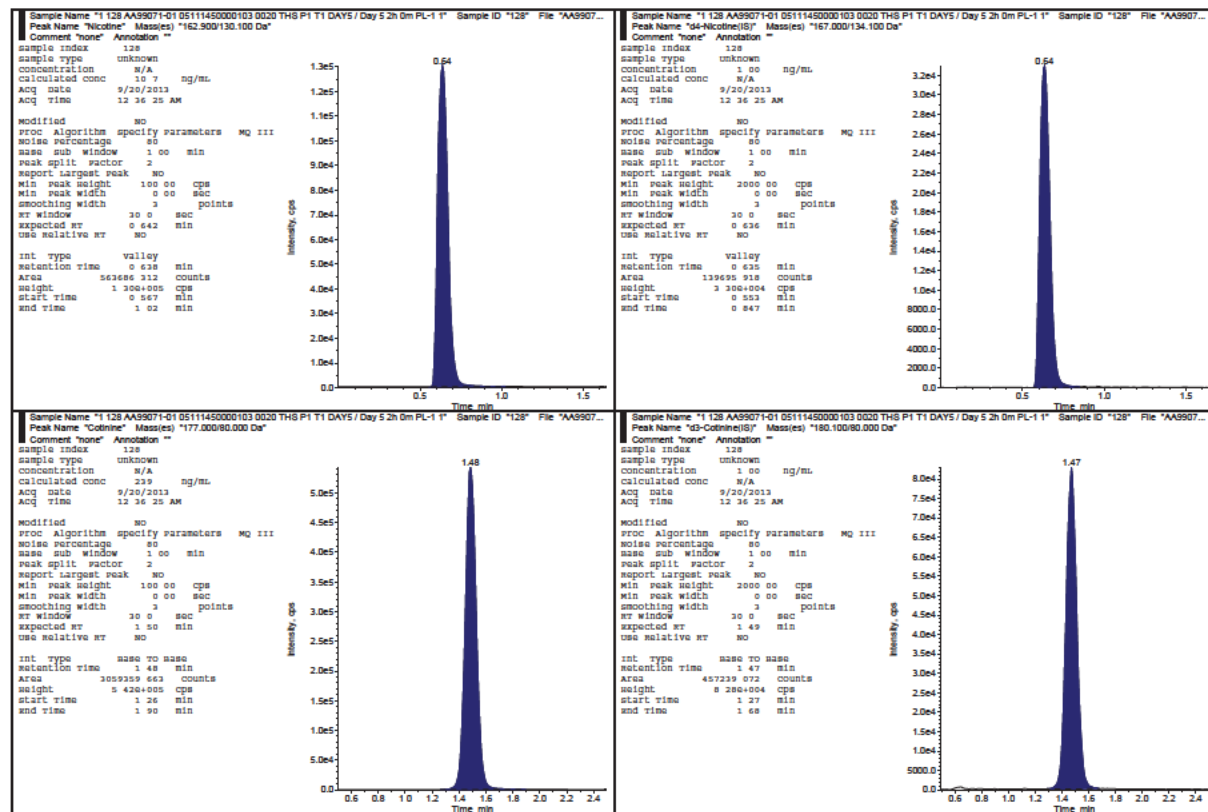 Sample Name "1 128 AA99071-01 05111450000103 0020 THS P1 T1 DAY5 / Day 5 2h 0m PL-1 1" Sample ID "128" File "AA9907...
Peak Name "Nicotine" Mass(es) "162.900/130.100 Da"
Comment "none" Annotation ""
Sample Index 128
Sample Type Unknown
Concentration N/A
Calculated Conc 10 7 ng/mL
Acq Date 9/20/2013
Acq Time 12 36 25 AM
Modified NO
Proc Algorithm Specify Parameters MQ III
Noise Percentage 80
Base Sub Window 1 00 min
Peak Split Factor 2
Report Largest Peak NO
Min Peak Height 100 00 cps
Min Peak Width 0 00 sec
Smoothing Width 3 points
RT Window 30 0 sec
Expected RT 0 642 min
Use Relative RT NO
Int Type Valley
Retention Time 0 638 min
Area 563686 312 counts
Height 1 30e+005 cps
Start Time 0 567 min
End Time 1 02 min
0.64
Intensity, cps
1.3e5
1.2e5
1.1e5
1.0e5
9.0e4
8.0e4
7.0e4
6.0e4
5.0e4
4.0e4
3.0e4
2.0e4
1.0e4
0.0
0.5 1.0 1.5
Time min
Sample Name "1 128 AA99071-01 05111450000103 0020 THS P1 T1 DAY5 / Day 5 2h 0m PL-1 1" Sample ID "128" File "AA9907...
Peak Name "d4-Nicotine(IS)" Mass(es) "167.000/134.100 Da"
Comment "none" Annotation ""
Sample Index 128
Sample Type Unknown
Concentration 1 00 ng/mL
Calculated Conc N/A
Acq Date 9/20/2013
Acq Time 12 36 25 AM
Modified NO
Proc Algorithm Specify Parameters MQ III
Noise Percentage 80
Base Sub Window 1 00 min
Peak Split Factor 2
Report Largest Peak NO
Min Peak Height 2000 00 cps
Min Peak Width 0 00 sec
Smoothing Width 3 points
RT Window 30 0 sec
Expected RT 0 636 min
Use Relative RT NO
Int Type Valley
Retention Time 0 635 min
Area 139695 918 counts
Height 3 30e+004 cps
Start Time 0 553 min
End Time 0 847 min
0.64
Intensity, cps
3.2e4
3.0e4
2.8e4
2.6e4
2.4e4
2.2e4
2.0e4
1.8e4
1.6e4
1.4e4
1.2e4
1.0e4
8000.0
6000.0
4000.0
2000.0
0.0
0.5 1.0 1.5
Time min
Sample Name "1 128 AA99071-01 05111450000103 0020 THS P1 T1 DAY5 / Day 5 2h 0m PL-1 1" Sample ID "128" File "AA9907...
Peak Name "Cotinine" Mass(es) "177.000/80.000 Da"
Comment "none" Annotation ""
Sample Index 128
Sample Type Unknown
Concentration N/A
Calculated Conc 239 ng/mL
Acq Date 9/20/2013
Acq Time 12 36 25 AM
Modified NO
Proc Algorithm Specify Parameters MQ III
Noise Percentage 80
Base Sub Window 1 00 min
Peak Split Factor 2
Report Largest Peak NO
Min Peak Height 100 00 cps
Min Peak Width 0 00 sec
Smoothing Width 3 points
RT Window 30 0 sec
Expected RT 1 50 min
Use Relative RT NO
Int Type Base To Base
Retention Time 1 48 min
Area 3059359 663 counts
Height 5 42e+005 cps
Start Time 1 26 min
End Time 1 90 min
1.48
Intensity, cps
5.0e5
4.5e5
4.0e5
3.5e5
3.0e5
2.5e5
2.0e5
1.5e5
1.0e5
5.0e4
0.0
0.6 0.8 1.0 1.2 1.4 1.6 1.8 2.0 2.2 2.4
Time min
Sample Name "1 128 AA99071-01 05111450000103 0020 THS P1 T1 DAY5 / Day 5 2h 0m PL-1 1" Sample ID "128" File "AA9907...
Peak Name "d3-Cotinine(IS)" Mass(es) "180.100/80.000 Da"
Comment "none" Annotation ""
Sample Index 128
Sample Type Unknown
Concentration 1 00 ng/mL
Calculated Conc N/A
Acq Date 9/20/2013
Acq Time 12 36 25 AM
Modified NO
Proc Algorithm Specify Parameters MQ III
Noise Percentage 80
Base Sub Window 1 00 min
Peak Split Factor 2
Report Largest Peak NO
Min Peak Height 2000 00 cps
Min Peak Width 0 00 sec
Smoothing Width 3 points
RT Window 30 0 sec
Expected RT 1 49 min
Use Relative RT NO
Int Type Base To Base
Retention Time 1 47 min
Area 457239 072 counts
Height 8 28e+004 cps
Start Time 1 27 min
End Time 1 68 min
1.47
Intensity, cps
8.0e4
7.5e4
7.0e4
6.5e4
6.0e4
5.5e4
5.0e4
4.5e4
4.0e4
3.5e4
3.0e4
2.5e4
2.0e4
1.5e4
1.0e4
5000.0
0.0
0.6 0.8 1.0 1.2 1.4 1.6 1.8 2.0 2.2 2.4
Time min